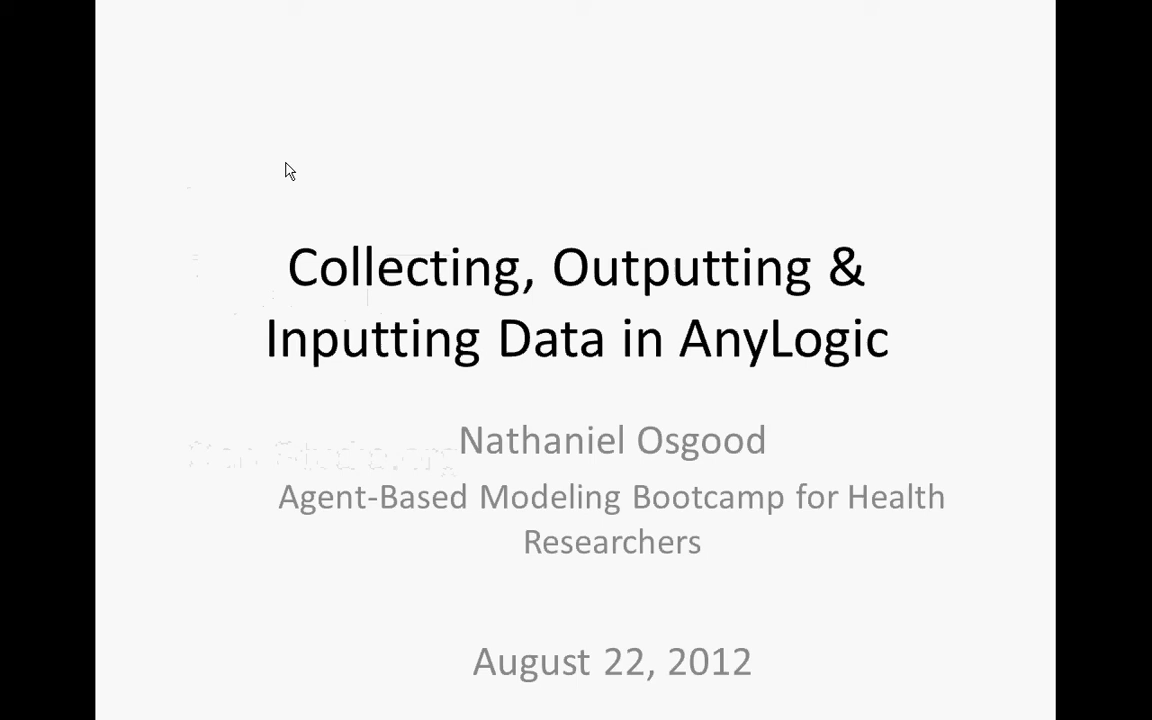 Collecting, Outputting &
Inputting Data in AnyLogic
Nathaniel Osgood
Agent-Based Modeling Bootcamp for Health
Researchers
August 22, 2012